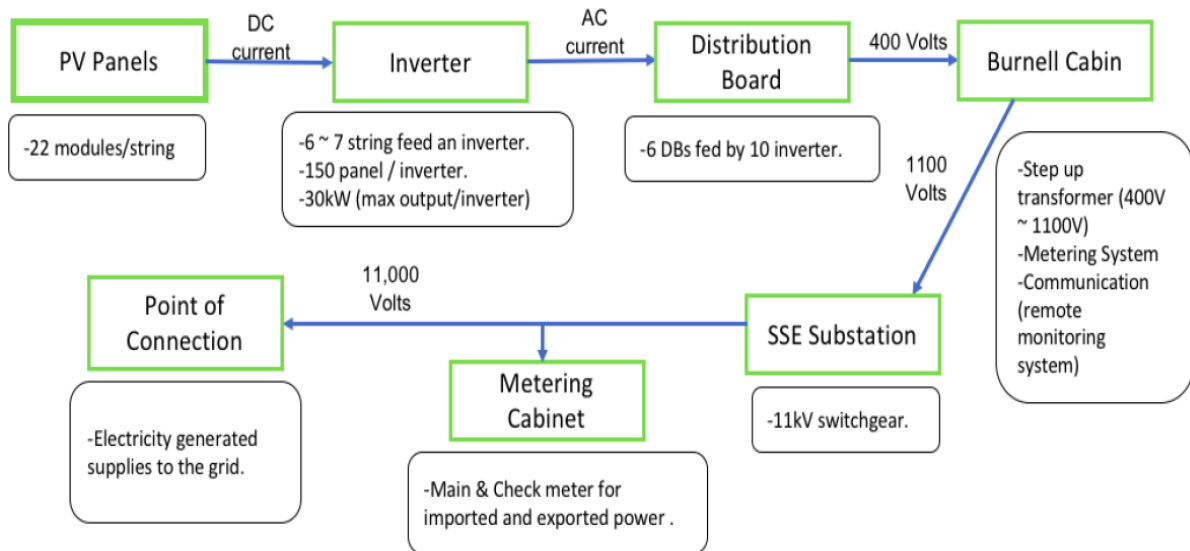 PV Panels
DC
current
Inverter
AC
current
Distribution
Board
400 Volts
Burnell Cabin
-22 modules/string
-6 ~ 7 string feed an inverter.
-150 panel / inverter.
-30kW (max output/inverter)
-6 DBs fed by 10 inverter.
1100
Volts
-Step up
transformer (400V
~ 1100V)
-Metering System
-Communication
(remote
monitoring
system)
SSE Substation
-11kV switchgear.
11,000
Volts
Metering
Cabinet
-Main & Check meter for
imported and exported power .
Point of
Connection
-Electricity generated
supplies to the grid.